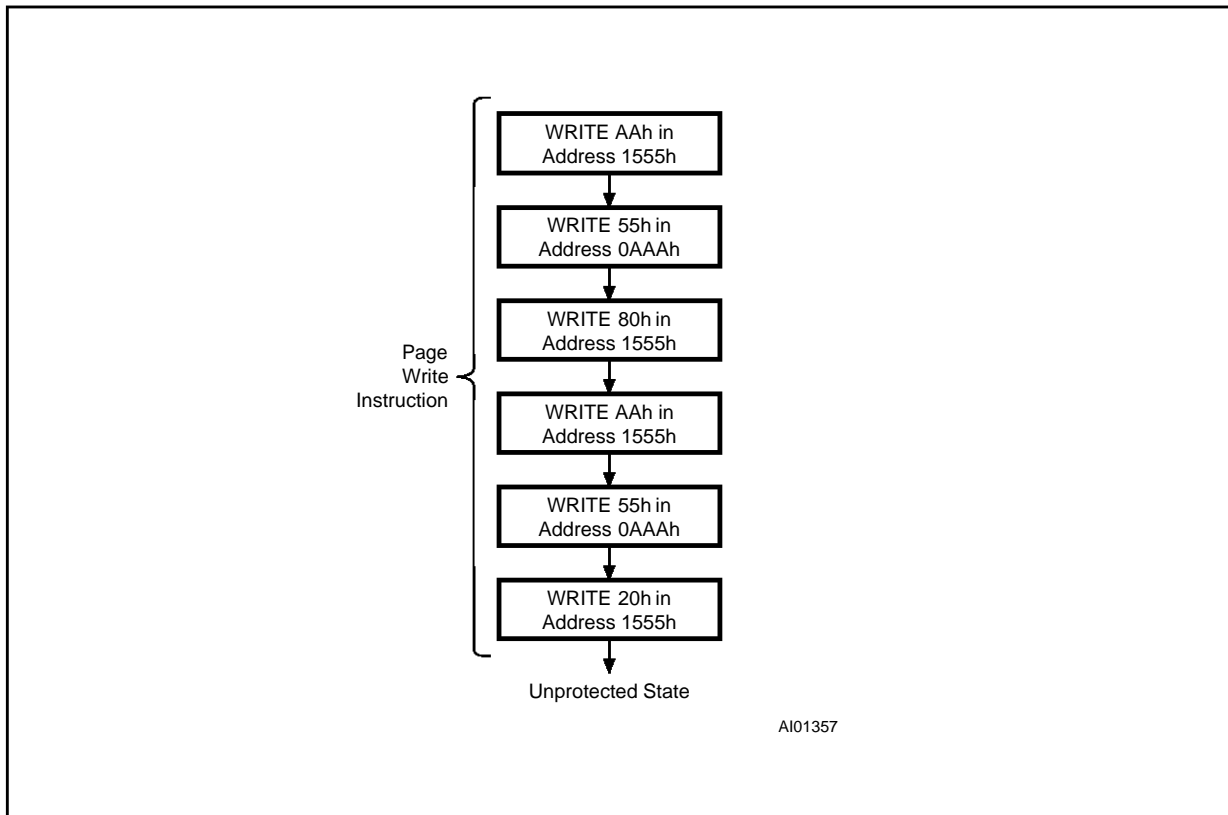 WRITE AAh in
Address 1555h
WRITE 55h in
Address 0AAAh
WRITE 80h in
Address 1555h
Page
Write
Instruction
WRITE AAh in
Address 1555h
WRITE 55h in
Address 0AAAh
WRITE 20h in
Address 1555h
Unprotected State
AI01357